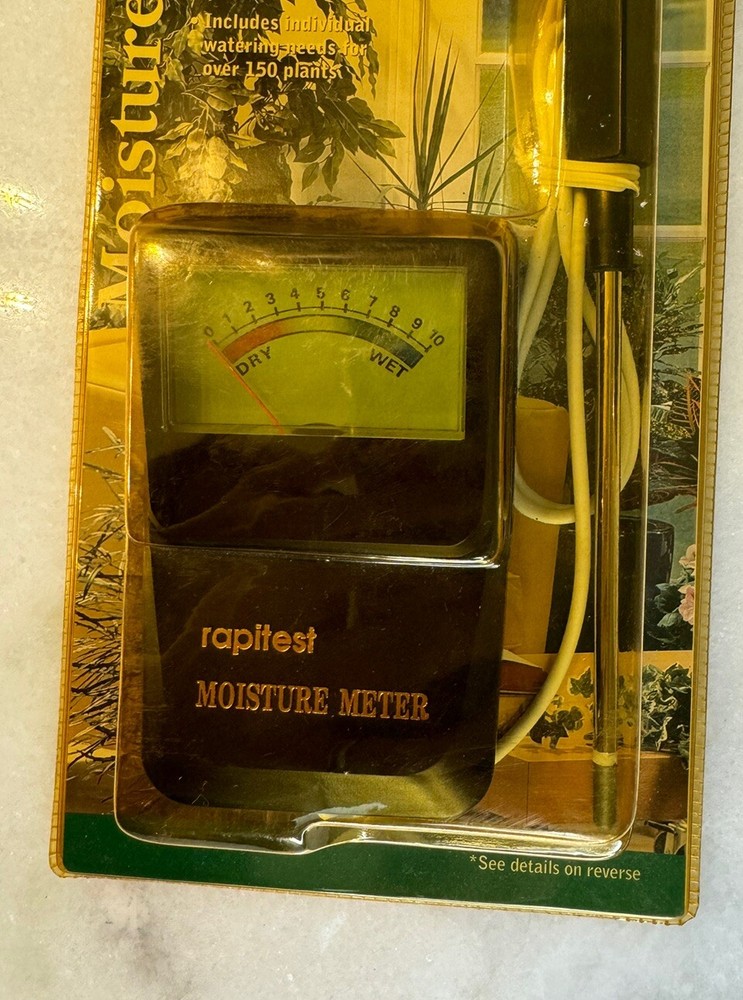 Moisture
• Includes individual
watering needs for
over 150 plants
0 1 2 3 4 5 6 7 8 9 10
DRY WET
rapitest
MOISTURE METER
*See details on reverse